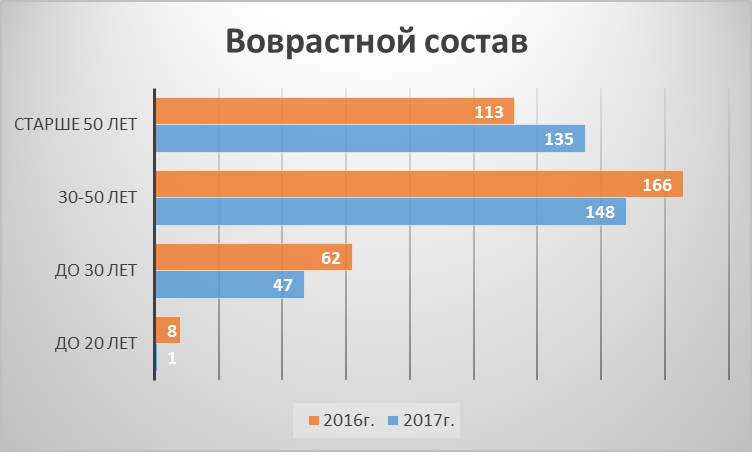 Воврастной состав
СТАРШЕ 50 ЛЕТ
113
135
30-50 ЛЕТ
166
148
ДО 30 ЛЕТ
62
47
ДО 20 ЛЕТ
8
1
2016г. 2017г.